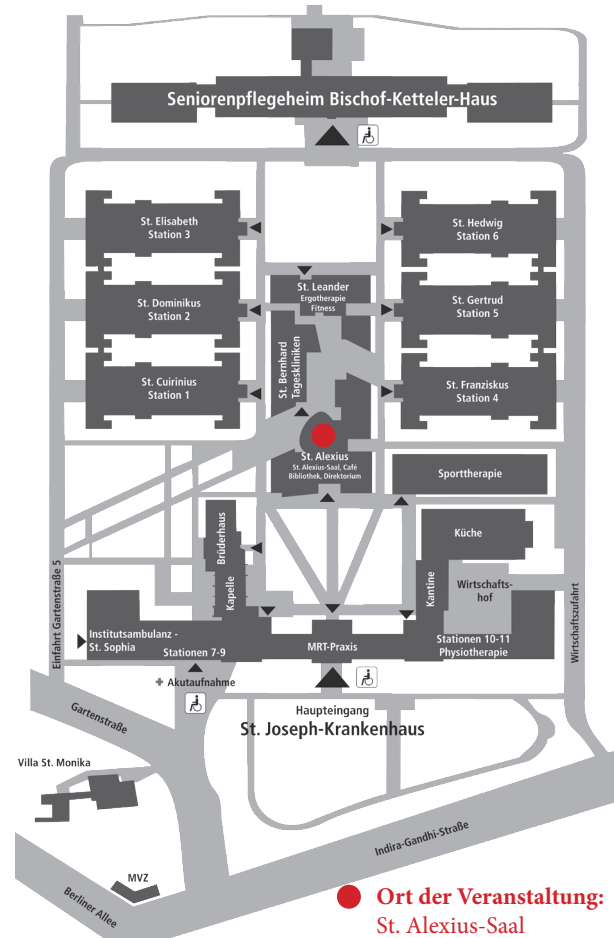 Seniorenpflegeheim Bischof-Ketteler-Haus
St. Elisabeth
Station 3
St. Hedwig
Station 6
St. Leander
Ergotherapie
Fitness
St. Dominikus
Station 2
St. Gertrud
Station 5
St. Bernhard
Tageskliniken
St. Cuirinius
Station 1
St. Franziskus
Station 4
St. Alexius
St. Alexius-Saal, Café
Bibliothek, Direktorium
Sporttherapie
Brüderhaus
Küche
Kapelle
Kantine
Wirtschafts-
hof
Einfahrt Gartenstraße 5
Wirtschaftszufahrt
Institutsambulanz -
St. Sophia
Stationen 7-9
MRT-Praxis
Stationen 10-11
Physiotherapie
+ Akutaufnahme
Haupteingang
St. Joseph-Krankenhaus
Gartenstraße
Villa St. Monika
Indira-Gandhi-Straße
MVZ
Berliner Allee
Ort der Veranstaltung:
St. Alexius-Saal